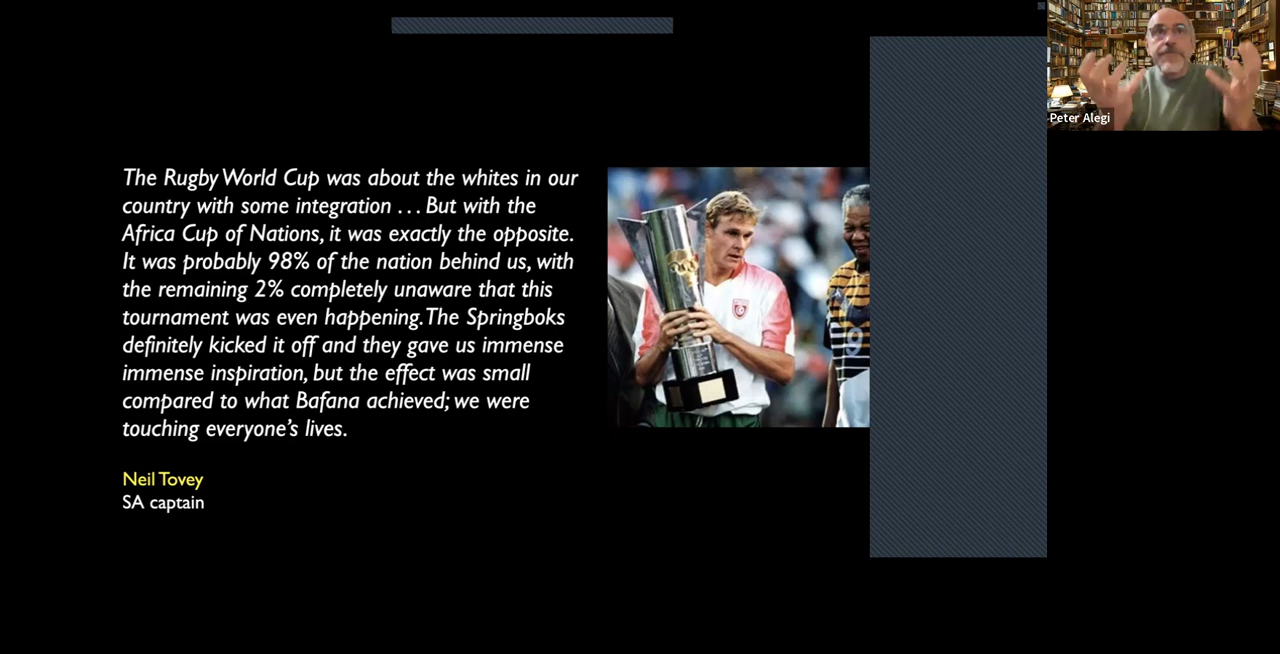 Peter Alegi
The Rugby World Cup was about the whites in our
country with some integration . . . But with the
Africa Cup of Nations, it was exactly the opposite.
It was probably 98% of the nation behind us, with
the remaining 2% completely unaware that this
tournament was even happening. The Springboks
definitely kicked it off and they gave us immense
immense inspiration, but the effect was small
compared to what Bafana achieved; we were
touching everyone’s lives.
Neil Tovey
SA captain